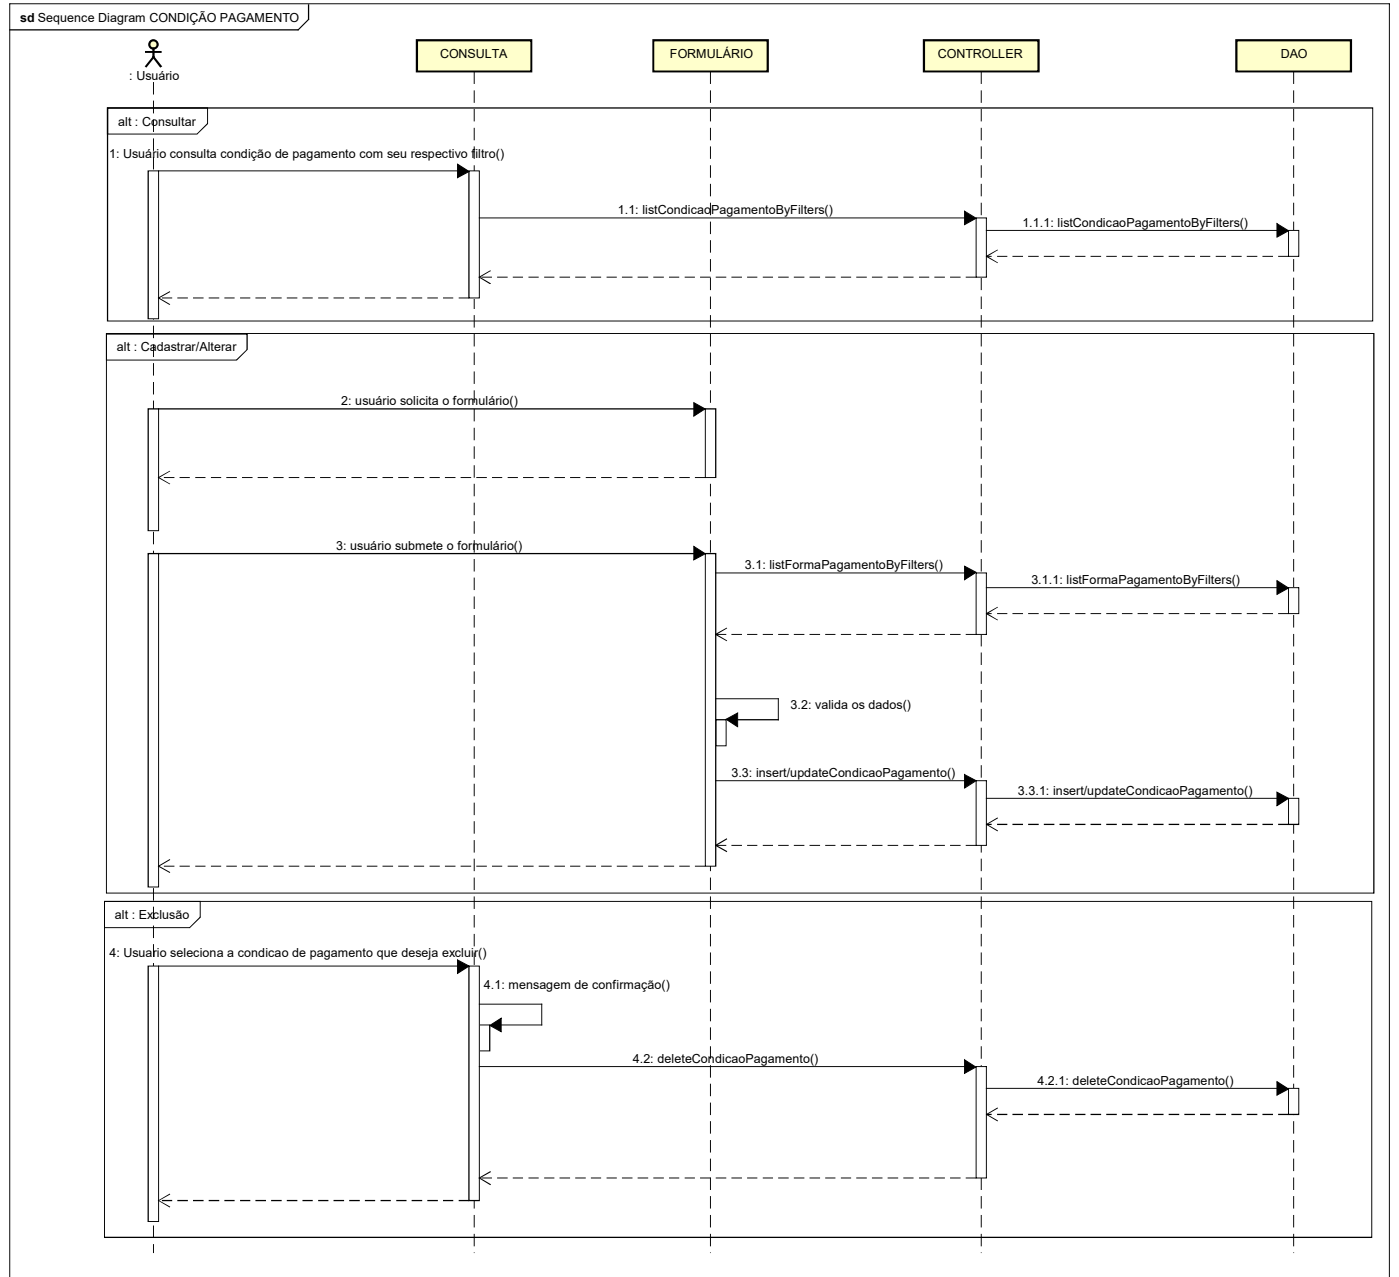 sd Sequence Diagram CONDIÇÃO PAGAMENTO
: Usuário
CONSULTA
FORMULÁRIO
CONTROLLER
DAO
alt : Consultar
1: Usuário consulta condição de pagamento com seu respectivo filtro()
1.1: listCondicaoPagamentoByFilters()
1.1.1: listCondicaoPagamentoByFilters()
alt : Cadastrar/Alterar
2: usuário solicita o formulário()
3: usuário submete o formulário()
3.1: listFormaPagamentoByFilters()
3.1.1: listFormaPagamentoByFilters()
3.2: valida os dados()
3.3: insert/updateCondicaoPagamento()
3.3.1: insert/updateCondicaoPagamento()
alt : Exclusão
4: Usuario seleciona a condicao de pagamento que deseja excluir()
4.1: mensagem de confirmação()
4.2: deleteCondicaoPagamento()
4.2.1: deleteCondicaoPagamento()